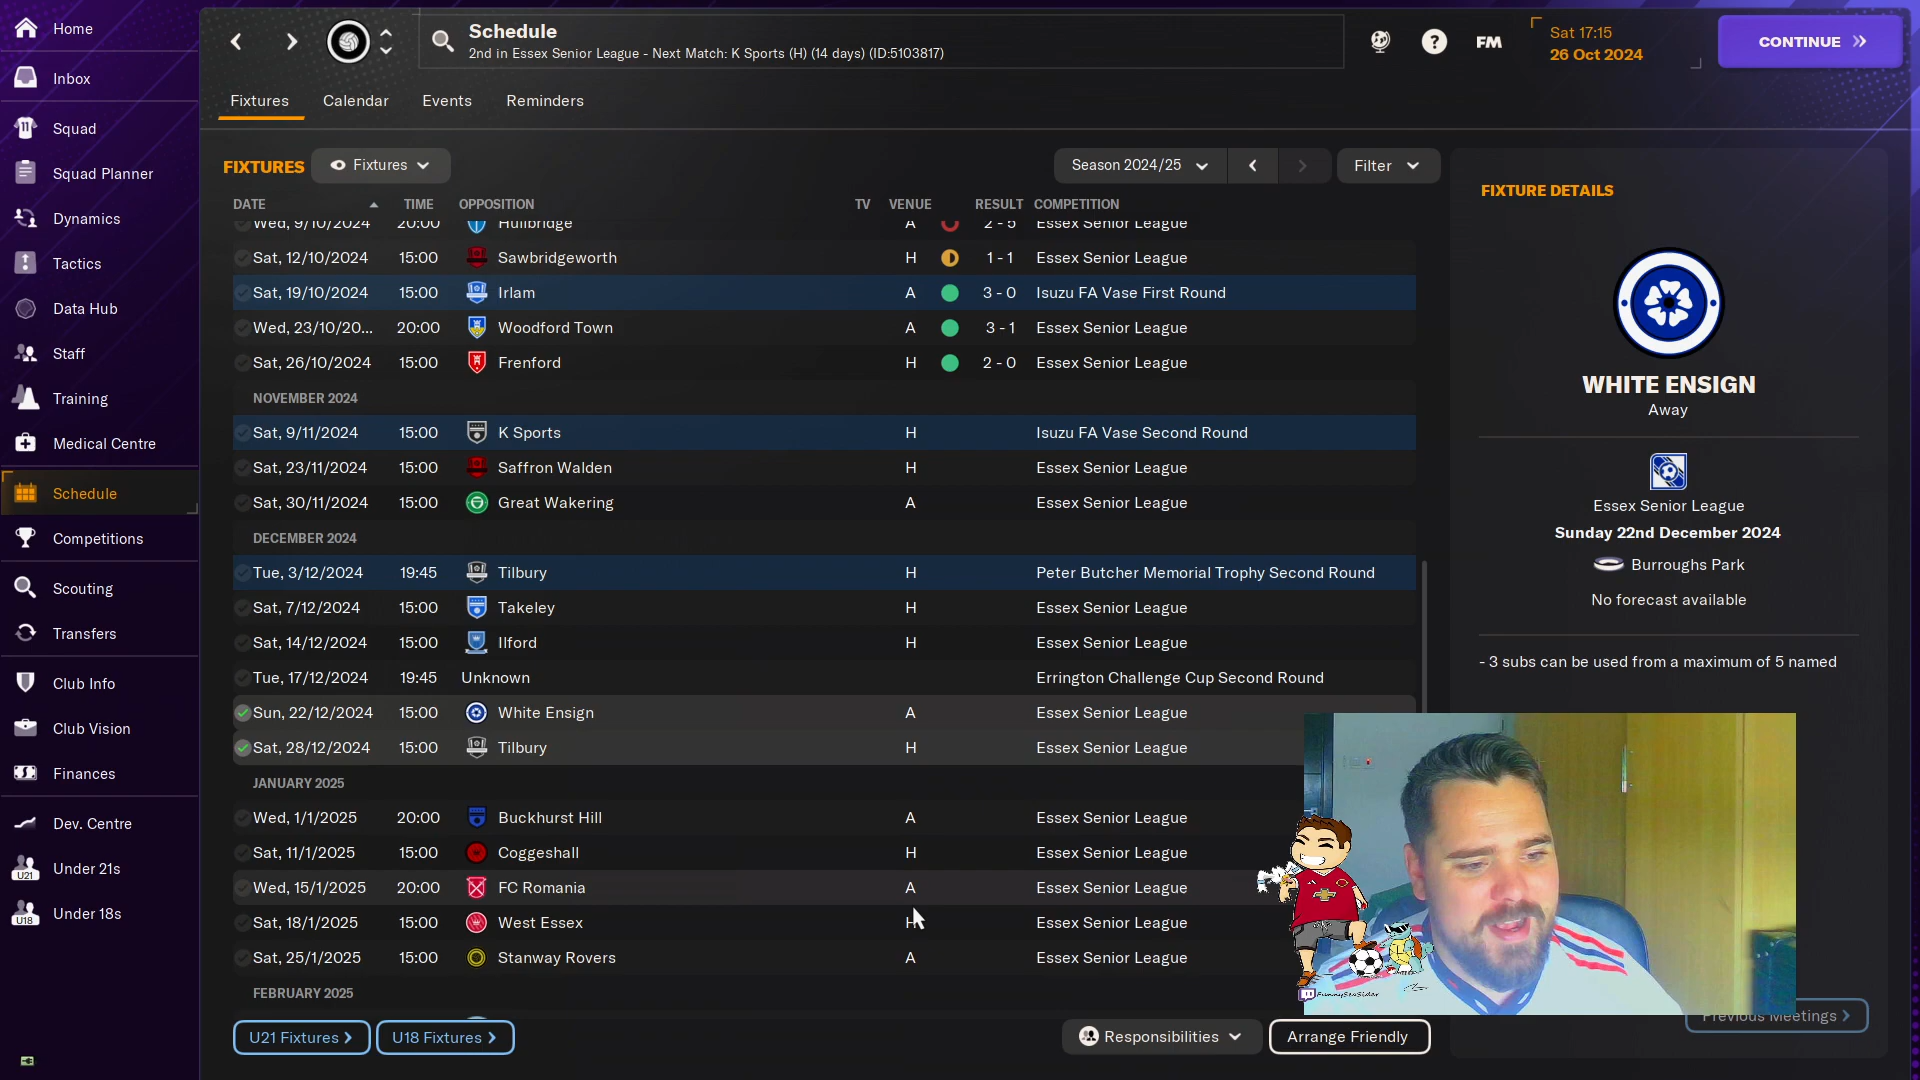 Home
Inbox
Squad
Squad Planner
Dynamics
Tactics
Data Hub
Staff
Training
Medical Centre
Schedule
Competitions
Scouting
Transfers
Club Info
Club Vision
Finances
Dev. Centre
U21 Under 21s
U18 Under 18s
Schedule
2nd in Essex Senior League - Next Match: K Sports (H) (14 days) (ID:5103817)
? FM
Sat 17:15
26 Oct 2024
CONTINUE
Fixtures Calendar Events Reminders
FIXTURES Fixtures Season 2024/25 Filter
DATE TIME OPPOSITION TV VENUE RESULT COMPETITION
Wed, 9/10/2024 20:00 Hullbridge A 2 - 5 Essex Senior League
Sat, 12/10/2024 15:00 Sawbridgeworth H 1 - 1 Essex Senior League
Sat, 19/10/2024 15:00 Irlam A 3 - 0 Isuzu FA Vase First Round
Wed, 23/10/20... 20:00 Woodford Town A 3 - 1 Essex Senior League
Sat, 26/10/2024 15:00 Frenford H 2 - 0 Essex Senior League
NOVEMBER 2024
Sat, 9/11/2024 15:00 K Sports H Isuzu FA Vase Second Round
Sat, 23/11/2024 15:00 Saffron Walden H Essex Senior League
Sat, 30/11/2024 15:00 Great Wakering A Essex Senior League
DECEMBER 2024
Tue, 3/12/2024 19:45 Tilbury H Peter Butcher Memorial Trophy Second Round
Sat, 7/12/2024 15:00 Takeley H Essex Senior League
Sat, 14/12/2024 15:00 Ilford H Essex Senior League
Tue, 17/12/2024 19:45 Unknown Errington Challenge Cup Second Round
Sun, 22/12/2024 15:00 White Ensign A Essex Senior League
Sat, 28/12/2024 15:00 Tilbury H Essex Senior League
JANUARY 2025
Wed, 1/1/2025 20:00 Buckhurst Hill A Essex Senior League
Sat, 11/1/2025 15:00 Coggeshall H Essex Senior League
Wed, 15/1/2025 20:00 FC Romania A Essex Senior League
Sat, 18/1/2025 15:00 West Essex H Essex Senior League
Sat, 25/1/2025 15:00 Stanway Rovers A Essex Senior League
FEBRUARY 2025
U21 Fixtures U18 Fixtures Responsibilities Arrange Friendly
FIXTURE DETAILS
WHITE ENSIGN
Away
Essex Senior League
Sunday 22nd December 2024
Burroughs Park
No forecast available
- 3 subs can be used from a maximum of 5 named
Previous Meetings